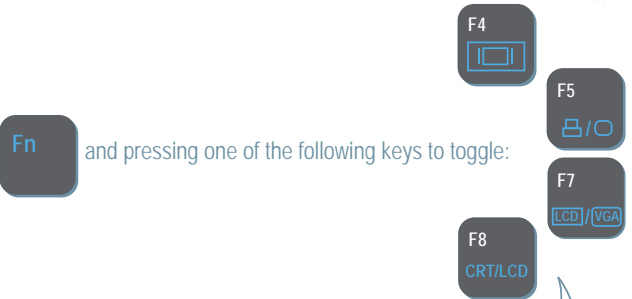 F4
F5
Fn
and pressing one of the following keys to toggle:
F7
LCD/VGA
F8
CRT/LCD